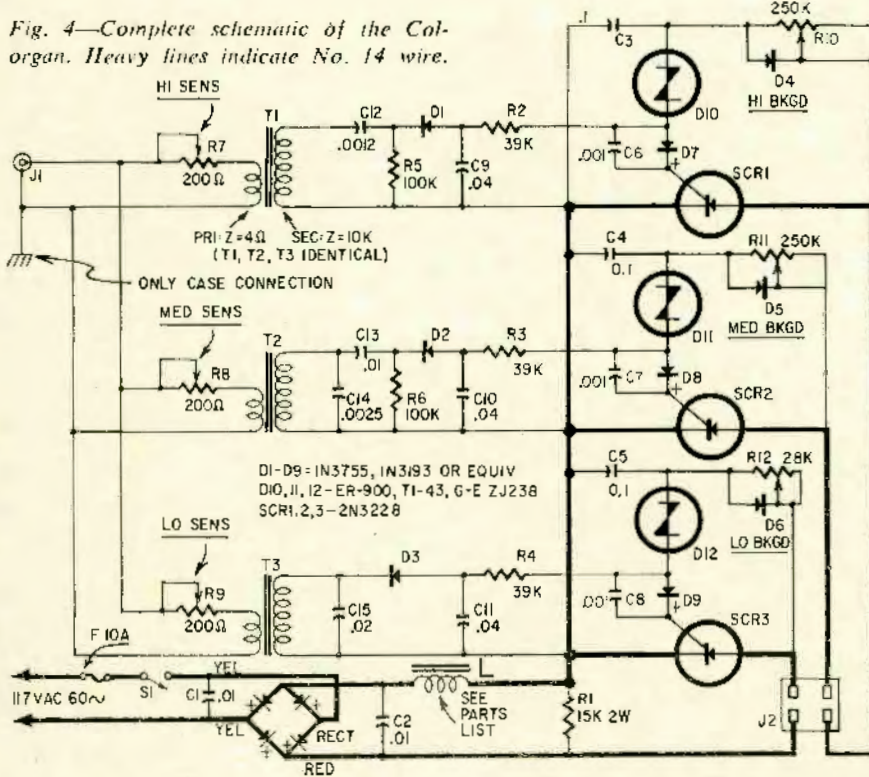 Fig. 4—Complete schematic of the Col-
organ. Heavy lines indicate No. 14 wire.
HI SENS
R7
200Ω
J1
T1
C12
.0012
D1
R2
39K
R5
100K
C9
.04
PRI:Z=4Ω SEC:Z=10K
(T1, T2, T3 IDENTICAL)
ONLY CASE CONNECTION
.1
C3
D10
250K
R10
D4
HI BKGD
.001
C6
D7
+
SCR1
MED SENS
R8
200Ω
T2
C13
.01
D2
R3
39K
C14
.0025
R6
100K
C10
.04
C4
0.1
D11
R11 250K
D5
MED BKGD
.001
C7
D8
+
SCR2
D1-D9=1N3755, 1N3193 OR EQUIV
D10,11,12-ER-900, T1-43, G-E ZJ238
SCR1,2,3-2N3228
LO SENS
R9
200Ω
T3
D3
R4
39K
C15
.02
C11
.04
C5
0.1
D12
R12 28K
D6
LO BKGD
C8
D9
+
SCR3
F 10A
117VAC 60~
S1
C1
.01
YEL
YEL
RECT
RED
C2
.01
L
SEE
PARTS
LIST
R1
15K 2W
J2